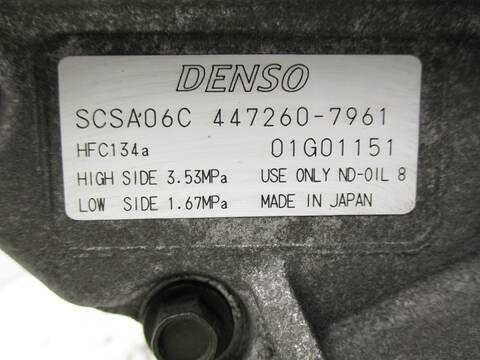 DENSO
SCSA06C 447260-7961
HFC134a 01G01151
HIGH SIDE 3.53MPa USE ONLY ND-OIL 8
LOW SIDE 1.67MPa MADE IN JAPAN